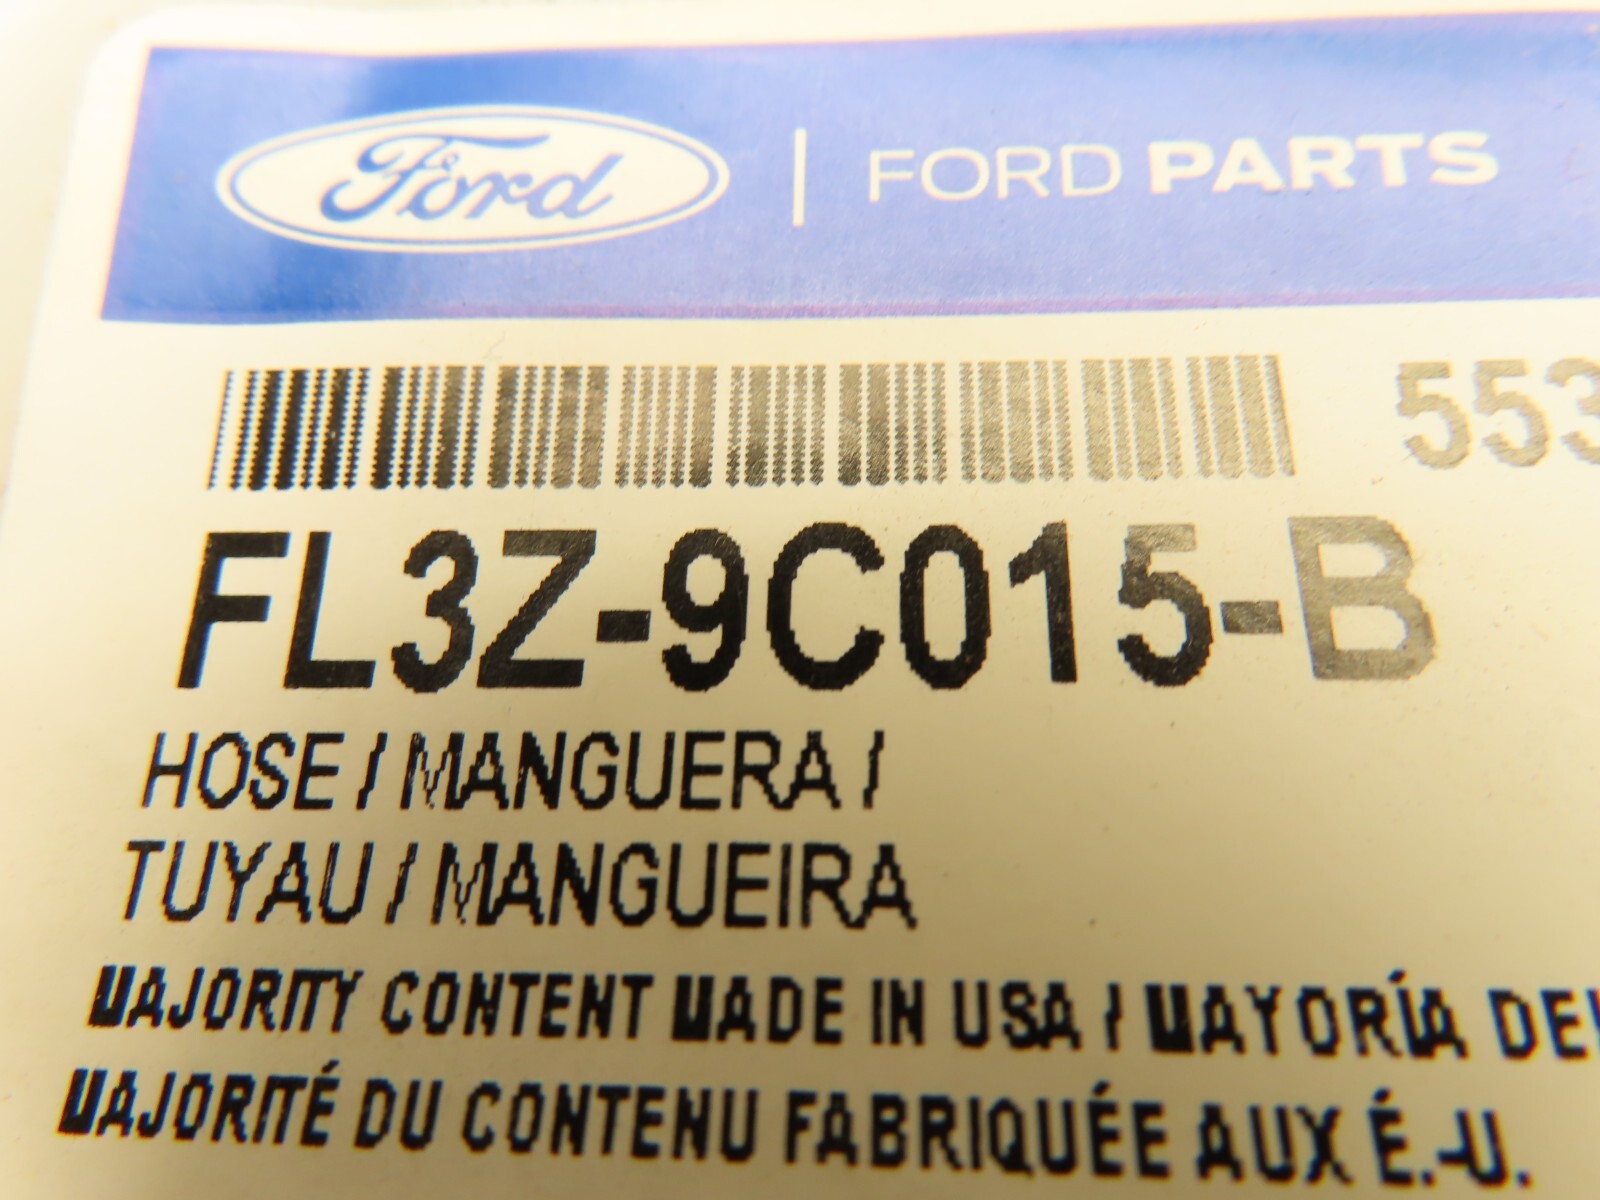 Ford | FORD PARTS
553
FL3Z-9C015-B
HOSE / MANGUERA /
TUYAU / MANGUEIRA
MAJORITY CONTENT MADE IN USA / MAYORÍA DEL
MAJORITÉ DU CONTENU FABRIQUÉE AUX É.-U.